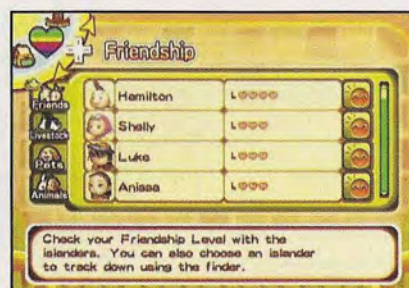 Friendship
Friends
Livestock
Pets
Animals
Hamilton
L
Shelly
L
Luke
L
Anissa
L
Check your Friendship Level with the
islanders. You can also choose an islander
to track down using the finder.